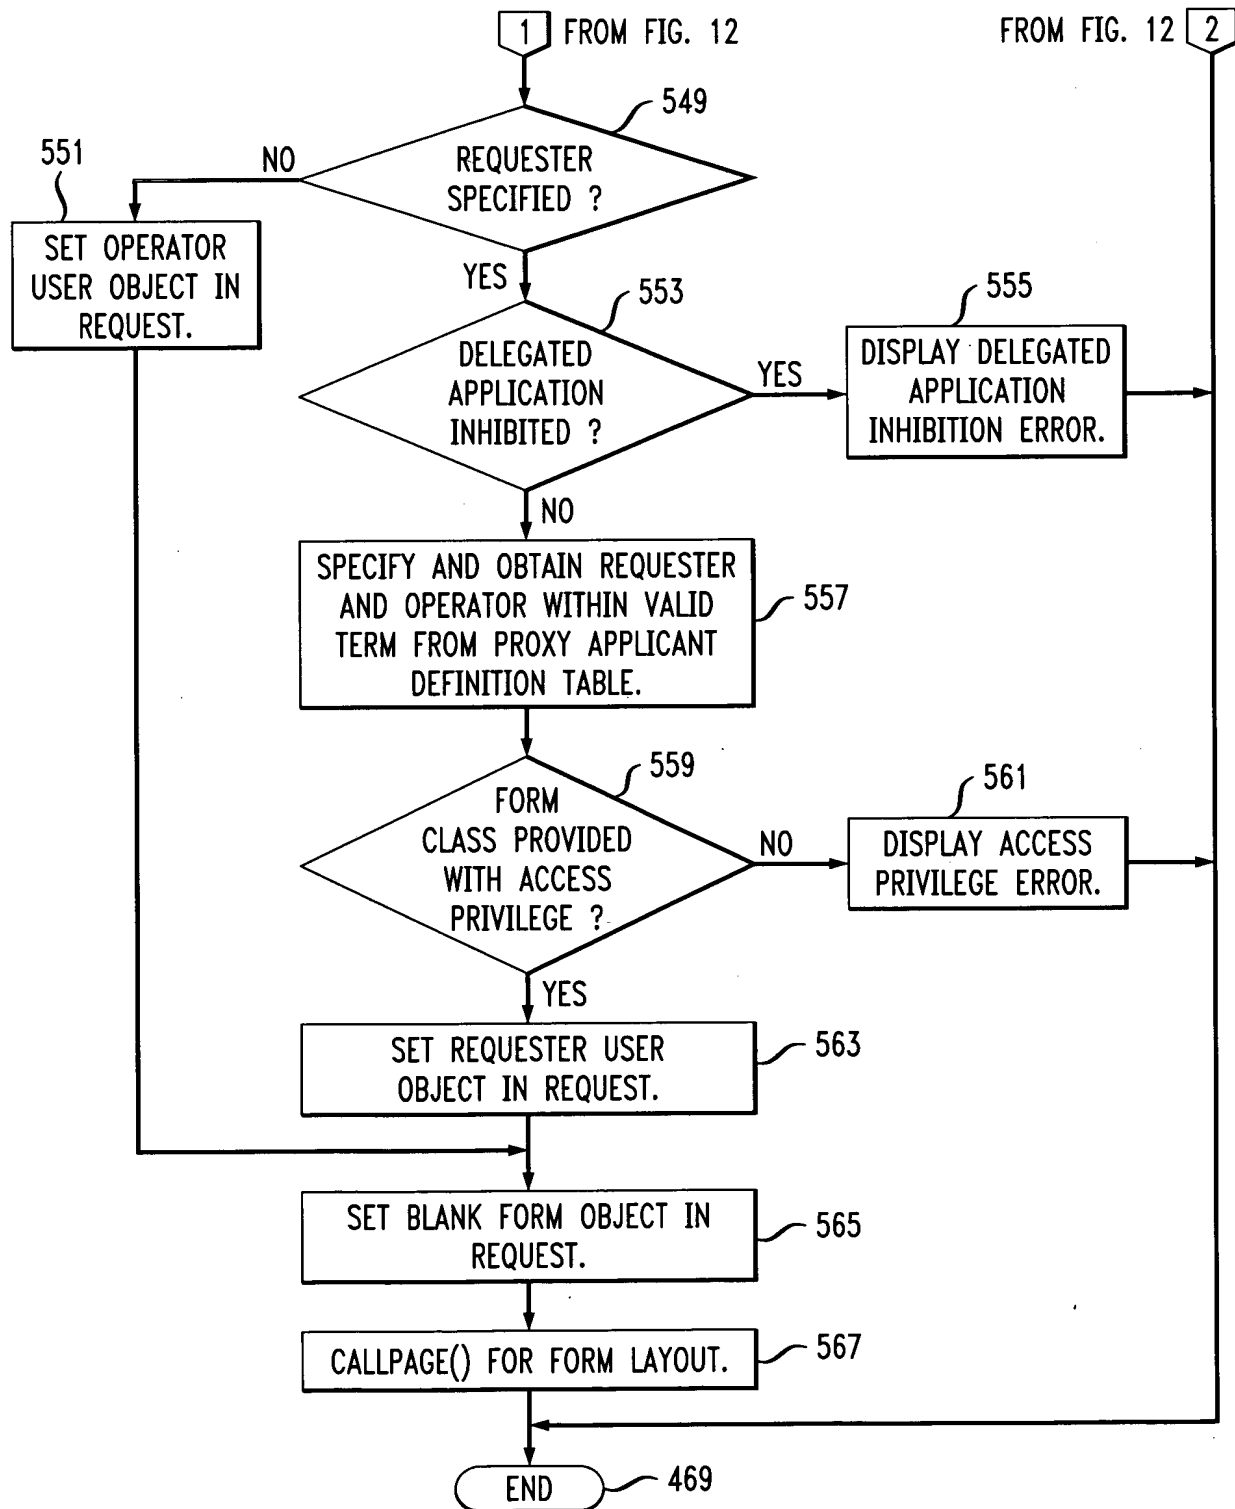 1 FROM FIG. 12
FROM FIG. 12 2
549
REQUESTER
SPECIFIED ?
NO
551
SET OPERATOR
USER OBJECT IN
REQUEST.
YES
553
DELEGATED
APPLICATION
INHIBITED ?
YES
555
DISPLAY DELEGATED
APPLICATION
INHIBITION ERROR.
NO
SPECIFY AND OBTAIN REQUESTER
AND OPERATOR WITHIN VALID
TERM FROM PROXY APPLICANT
DEFINITION TABLE.
557
559
FORM
CLASS PROVIDED
WITH ACCESS
PRIVILEGE ?
NO
561
DISPLAY ACCESS
PRIVILEGE ERROR.
YES
SET REQUESTER USER
OBJECT IN REQUEST.
563
SET BLANK FORM OBJECT IN
REQUEST.
565
CALLPAGE() FOR FORM LAYOUT.
567
END
469